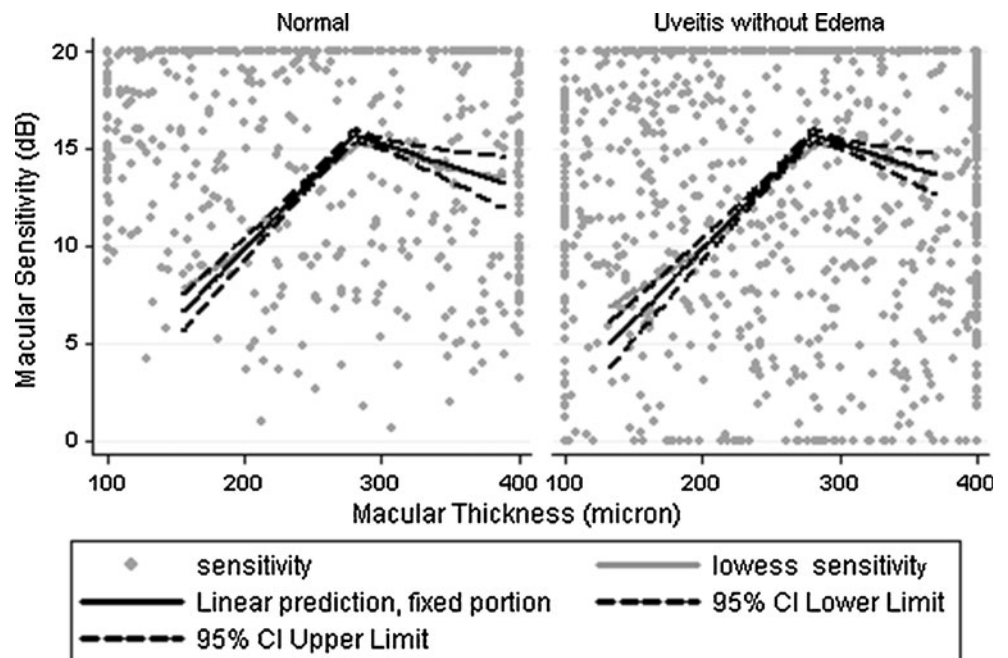 Normal
Uveitis without Edema
Macular Sensitivity (dB)
20
15
10
5
0
100 200 300 400
100 200 300 400
Macular Thickness (micron)
sensitivity
lowess sensitivity
Linear prediction, fixed portion
95% CI Lower Limit
95% CI Upper Limit